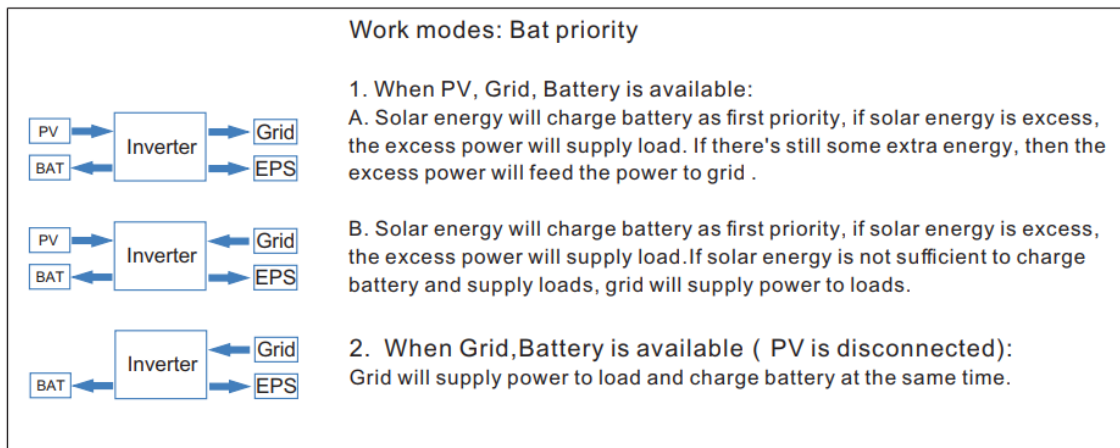 Work modes: Bat priority
1. When PV, Grid, Battery is available:
A. Solar energy will charge battery as first priority, if solar energy is excess,
the excess power will supply load. If there's still some extra energy, then the
excess power will feed the power to grid .
PV
Inverter
Grid
BAT
EPS
B. Solar energy will charge battery as first priority, if solar energy is excess,
the excess power will supply load.If solar energy is not sufficient to charge
battery and supply loads, grid will supply power to loads.
PV
Inverter
Grid
BAT
EPS
2. When Grid,Battery is available ( PV is disconnected):
Grid will supply power to load and charge battery at the same time.
Inverter
Grid
BAT
EPS